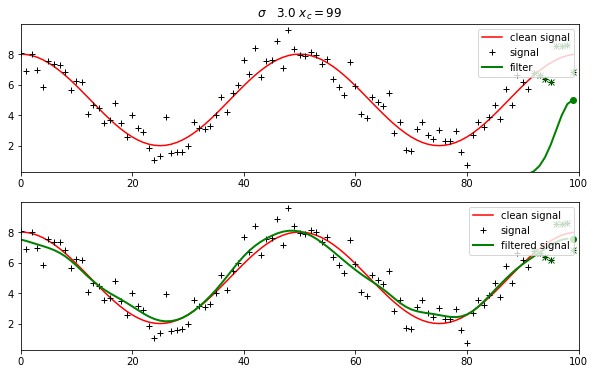 σ 3.0 x_c = 99
clean signal
signal
filter
8
6
4
2
0 20 40 60 80 100
clean signal
signal
filtered signal
8
6
4
2
0 20 40 60 80 100